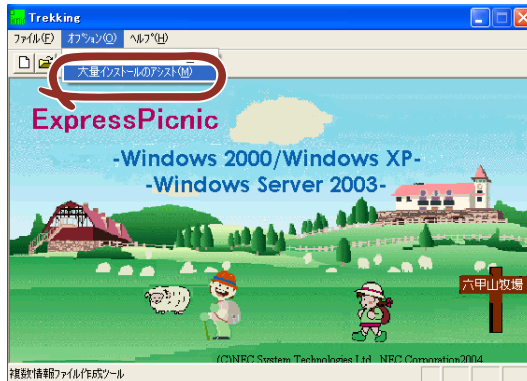 Trekking
ファイル(F) オプション(O) ヘルプ(H)
大量インストールのアシスト(M)
ExpressPicnic
-Windows 2000/Windows XP-
-Windows Server 2003-
六甲山牧場
(C)NEC System Technologies Ltd., NEC Corporation2004
複数情報ファイル作成ツール